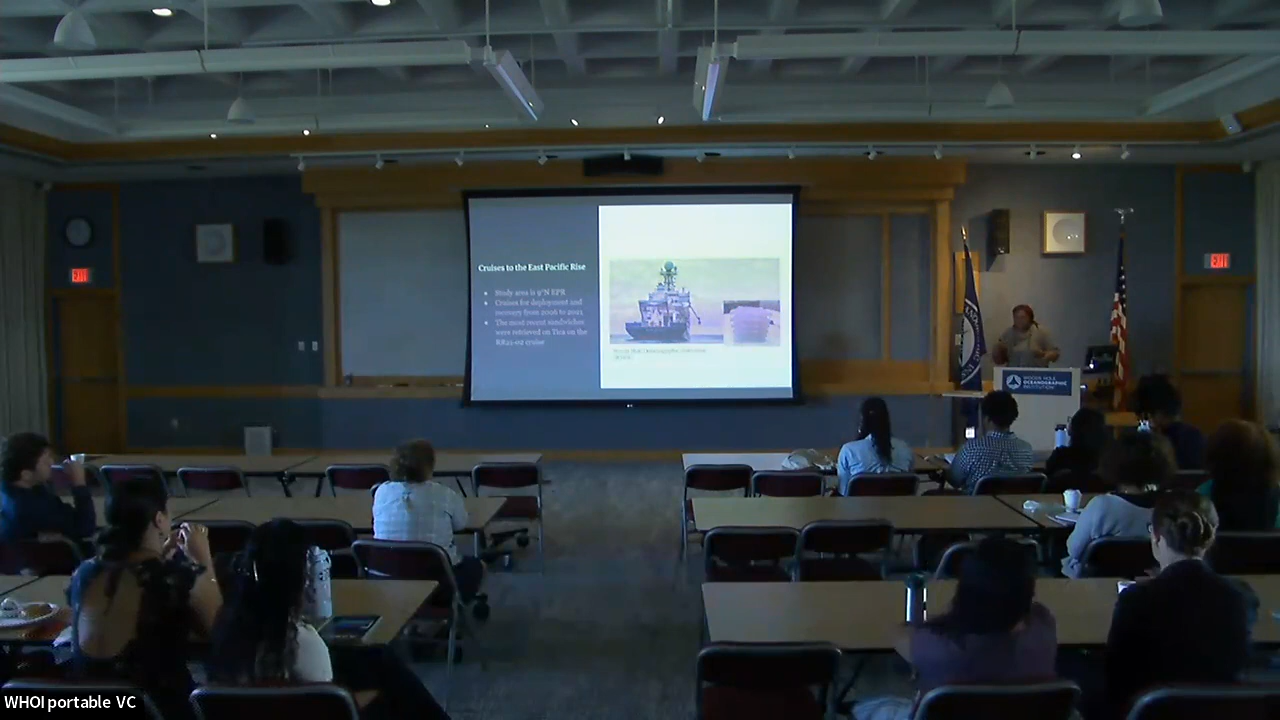 EXIT
EXIT
Cruises to the East Pacific Rise
Study area is 9°N EPR
Cruises for deployment and
recovery from 2006 to 2021
The most recent sandwiches
were retrieved on Tica on the
RR21-02 cruise
WOODS HOLE
OCEANOGRAPHIC
INSTITUTION
WHOI portable VC